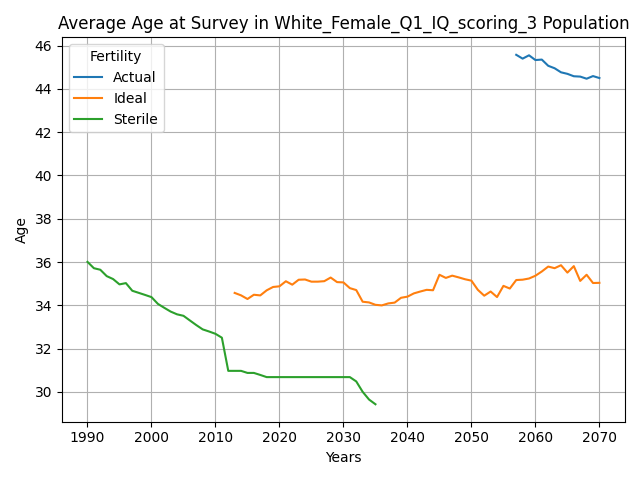 Average Age at Survey in White_Female_Q1_IQ_scoring_3 Population
Fertility
Actual
Ideal
Sterile
46
44
42
40
38
36
34
32
30
Age
1990 2000 2010 2020 2030 2040 2050 2060 2070
Years